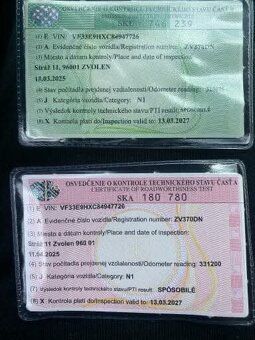 OSVEDČENIE O KONTROLE TECHNICKÉHO STAVU ČASŤ B
SKB 746 239
(1) E VIN: VF33E9HXC84947726
(2) A Evidenčné číslo vozidla/Registration number: ZV370DN
(3) Miesto a dátum kontroly/Place and date of inspection:
Stráž 11, 96001 ZVOLEN
13.03.2025
(4) Stav počítadla prejdenej vzdialenosti/Odometer reading:
(5) J Kategória vozidla/Category: N1
(7) Výsledok kontroly technického stavu/PTI result: SPÔSOBILÉ
(8) X Kontrola platí do/Inspection valid to: 13.03.2027
OSVEDČENIE O KONTROLE TECHNICKÉHO STAVU ČASŤ A
CERTIFICATE OF ROADWORTHINESS TEST
SKA 180 780
(1) E VIN: VF33E9HXC84947726
(2) A Evidenčné číslo vozidla/Registration number: ZV370DN
(3) Miesto a dátum kontroly/Place and date of inspection:
Stráž 11 Zvolen 960 01
11.04.2025
(4) Stav počítadla prejdenej vzdialenosti/Odometer reading: 331200
(5) J Kategória vozidla/Category: N1
(7) Výsledok kontroly technického stavu/PTI result: SPÔSOBILÉ
(8) X Kontrola platí do/Inspection valid to: 13.03.2027